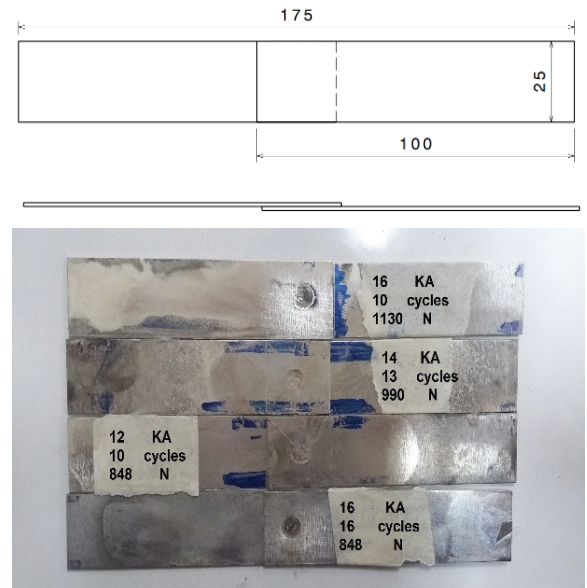 175
25
100
16 KA
10 cycles
1130 N
14 KA
13 cycles
990 N
12 KA
10 cycles
848 N
16 KA
16 cycles
848 N